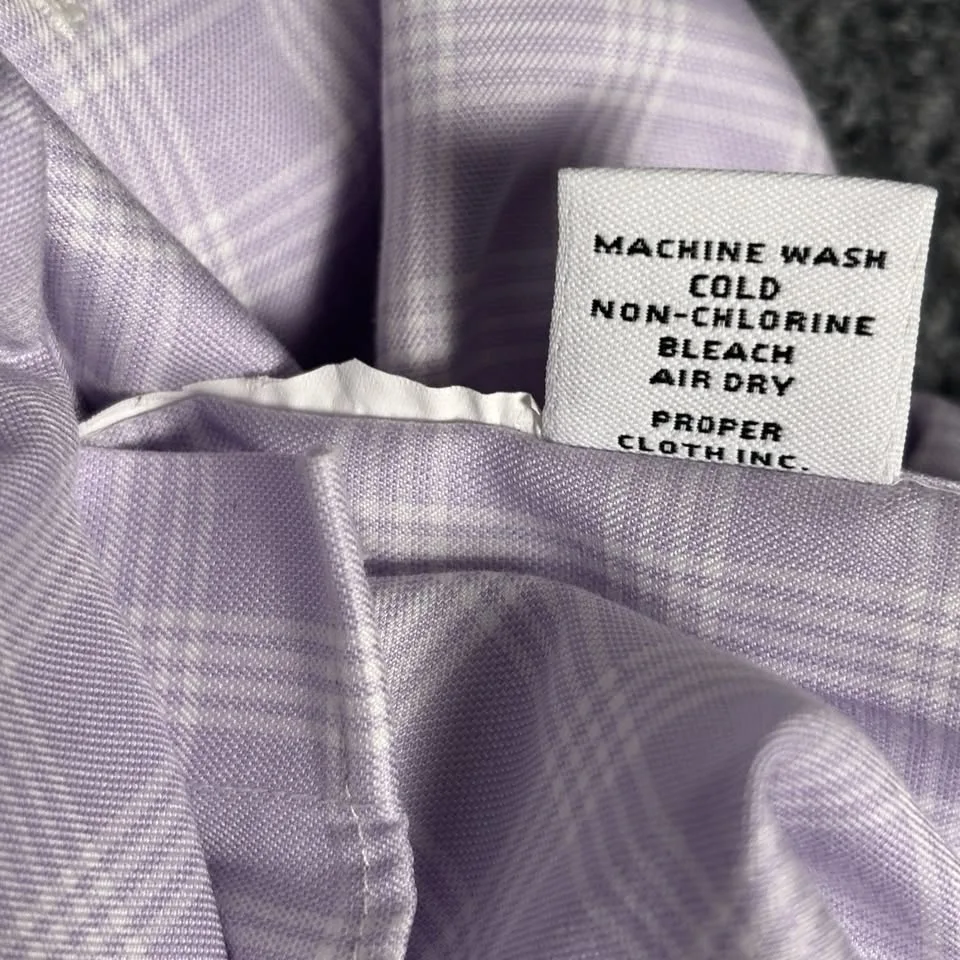 MACHINE WASH
COLD
NON-CHLORINE
BLEACH
AIR DRY
PROPER
CLOTH INC.